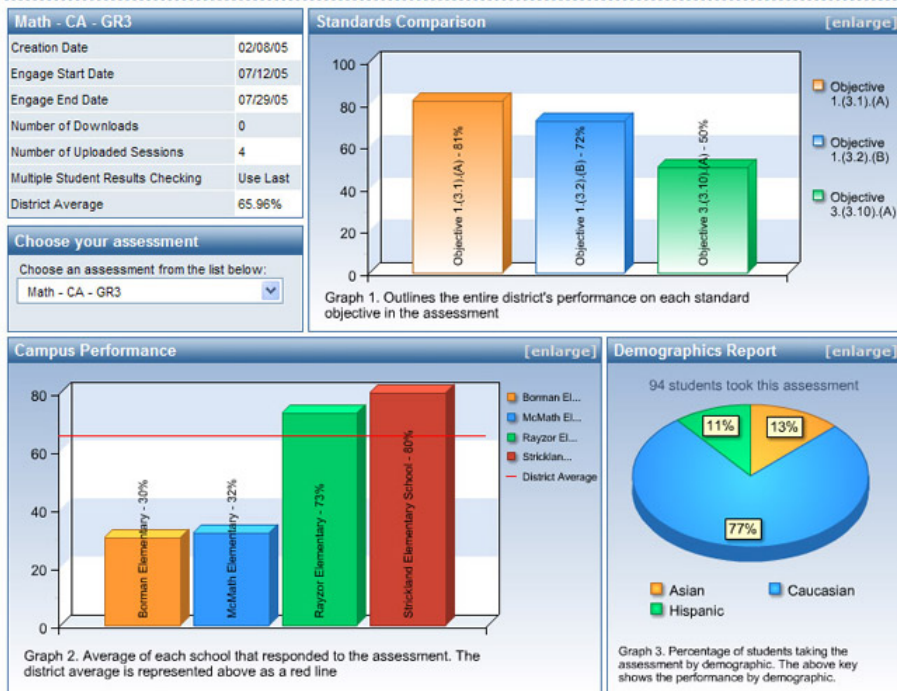 Math - CA - GR3
Creation Date 02/08/05
Engage Start Date 07/12/05
Engage End Date 07/29/05
Number of Downloads 0
Number of Uploaded Sessions 4
Multiple Student Results Checking Use Last
District Average 65.96%
Choose your assessment
Choose an assessment from the list below:
Math - CA - GR3
Standards Comparison [enlarge]
100
80
60
40
20
0
Objective 1.(3.1).(A) - 81%
Objective 1.(3.2).(B) - 72%
Objective 3.(3.10).(A) - 50%
Objective
1.(3.1).(A)
Objective
1.(3.2).(B)
Objective
3.(3.10).(A)
Graph 1. Outlines the entire district's performance on each standard
objective in the assessment
Campus Performance [enlarge]
80
60
40
20
0
Borman Elementary - 30%
McMath Elementary - 32%
Rayzor Elementary - 73%
Strickland Elementary School - 80%
Borman El...
McMath El...
Rayzor El...
Stricklan...
District Average
Graph 2. Average of each school that responded to the assessment. The
district average is represented above as a red line
Demographics Report [enlarge]
94 students took this assessment
11%
13%
77%
Asian
Caucasian
Hispanic
Graph 3. Percentage of students taking the
assessment by demographic. The above key
shows the performance by demographic.